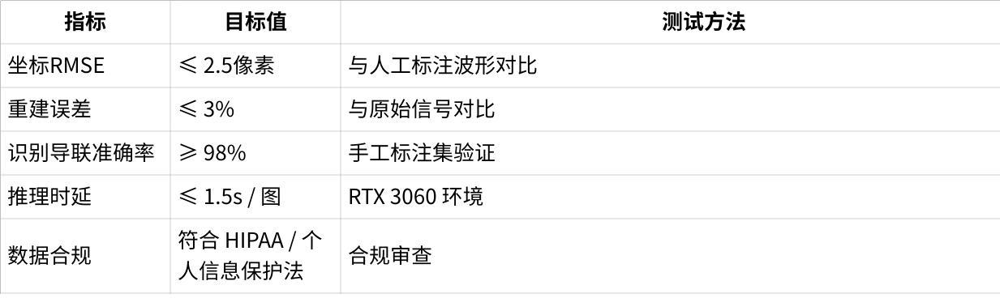 指标 目标值 测试方法
坐标RMSE ≤ 2.5像素 与人工标注波形对比
重建误差 ≤ 3% 与原始信号对比
识别导联准确率 ≥ 98% 手工标注集验证
推理时延 ≤ 1.5s / 图 RTX 3060 环境
数据合规 符合 HIPAA / 个 合规审查
人信息保护法